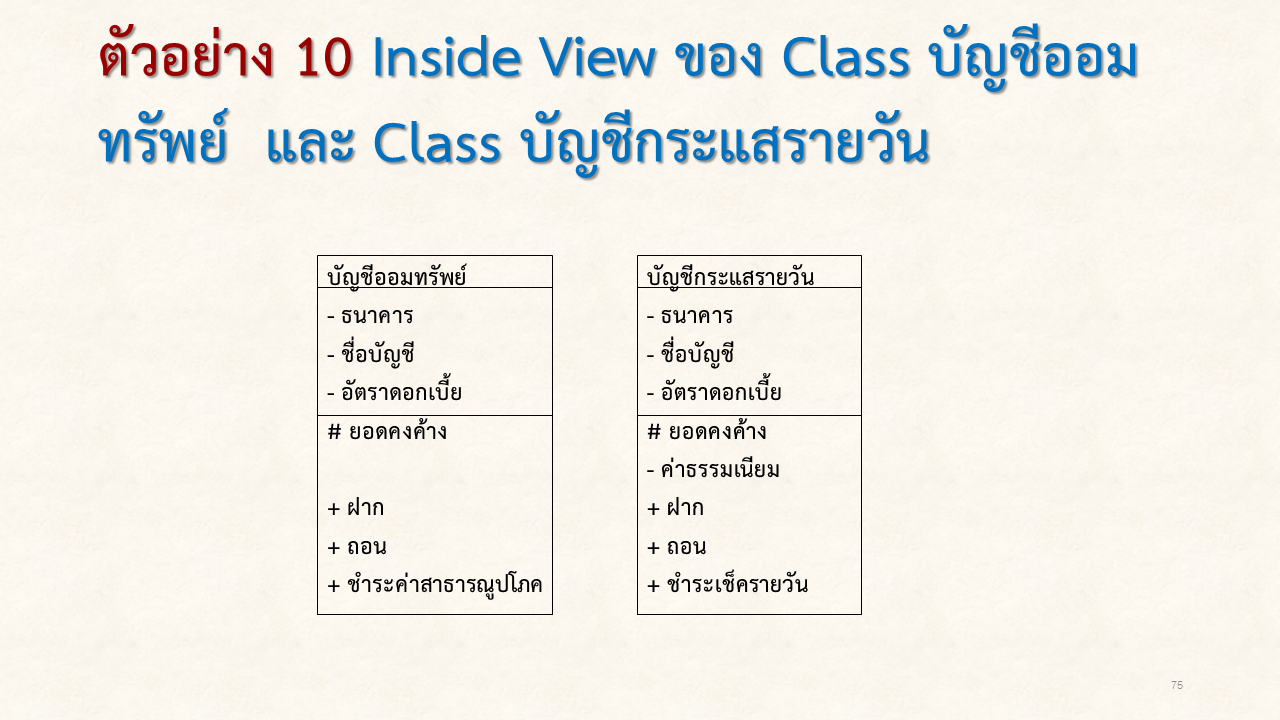 ตัวอย่าง 10 Inside View ของ Class บัญชีออม
ทรัพย์ และ Class บัญชีกระแสรายวัน
บัญชีออมทรัพย์
- ธนาคาร
- ชื่อบัญชี
- อัตราดอกเบี้ย
# ยอดคงค้าง
+ ฝาก
+ ถอน
+ ชำระค่าสาธารณูปโภค
บัญชีกระแสรายวัน
- ธนาคาร
- ชื่อบัญชี
- อัตราดอกเบี้ย
# ยอดคงค้าง
- ค่าธรรมเนียม
+ ฝาก
+ ถอน
+ ชำระเช็ครายวัน
75